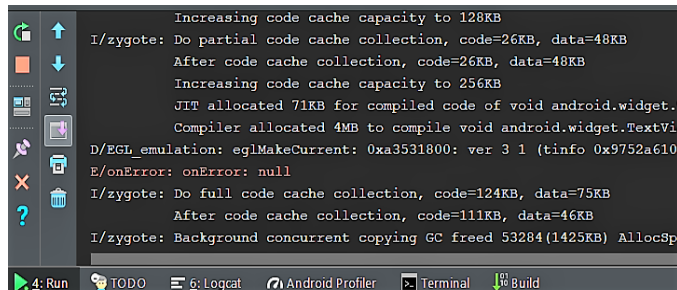 Increasing code cache capacity to 128KB
I/zygote: Do partial code cache collection, code=26KB, data=48KB
After code cache collection, code=26KB, data=48KB
Increasing code cache capacity to 256KB
JIT allocated 71KB for compiled code of void android.widget.
Compiler allocated 4MB to compile void android.widget.TextVi
D/EGL_emulation: eglMakeCurrent: 0xa3531800: ver 3 1 (tinfo 0x9752a610
E/onError: onError: null
I/zygote: Do full code cache collection, code=124KB, data=75KB
After code cache collection, code=111KB, data=46KB
I/zygote: Background concurrent copying GC freed 53284(1425KB) AllocSp
4: Run TODO 6: Logcat Android Profiler Terminal Build